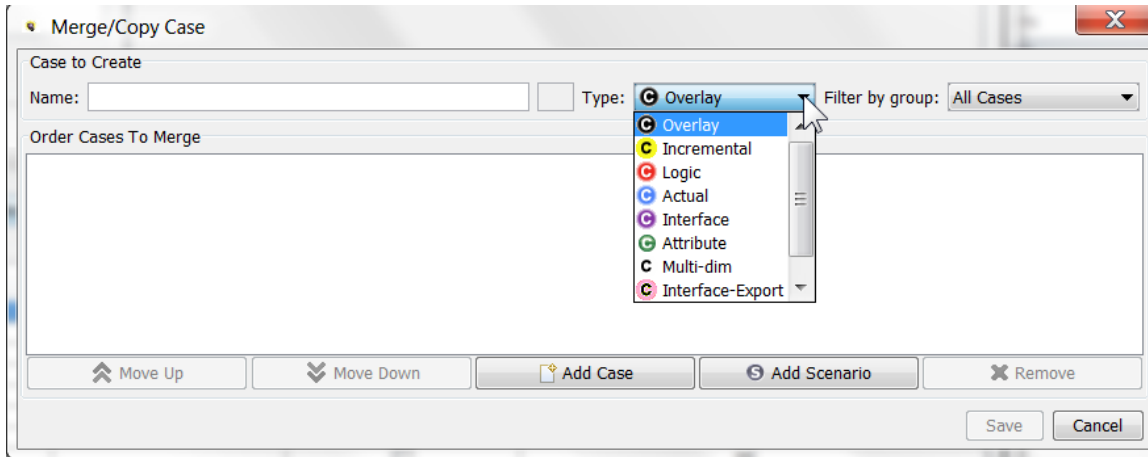 Merge/Copy Case
Case to Create
Name: Type: C Overlay Filter by group: All Cases
C Overlay
C Incremental
C Logic
C Actual
C Interface
C Attribute
C Multi-dim
C Interface-Export
Order Cases To Merge
Move Up Move Down Add Case S Add Scenario Remove
Save Cancel